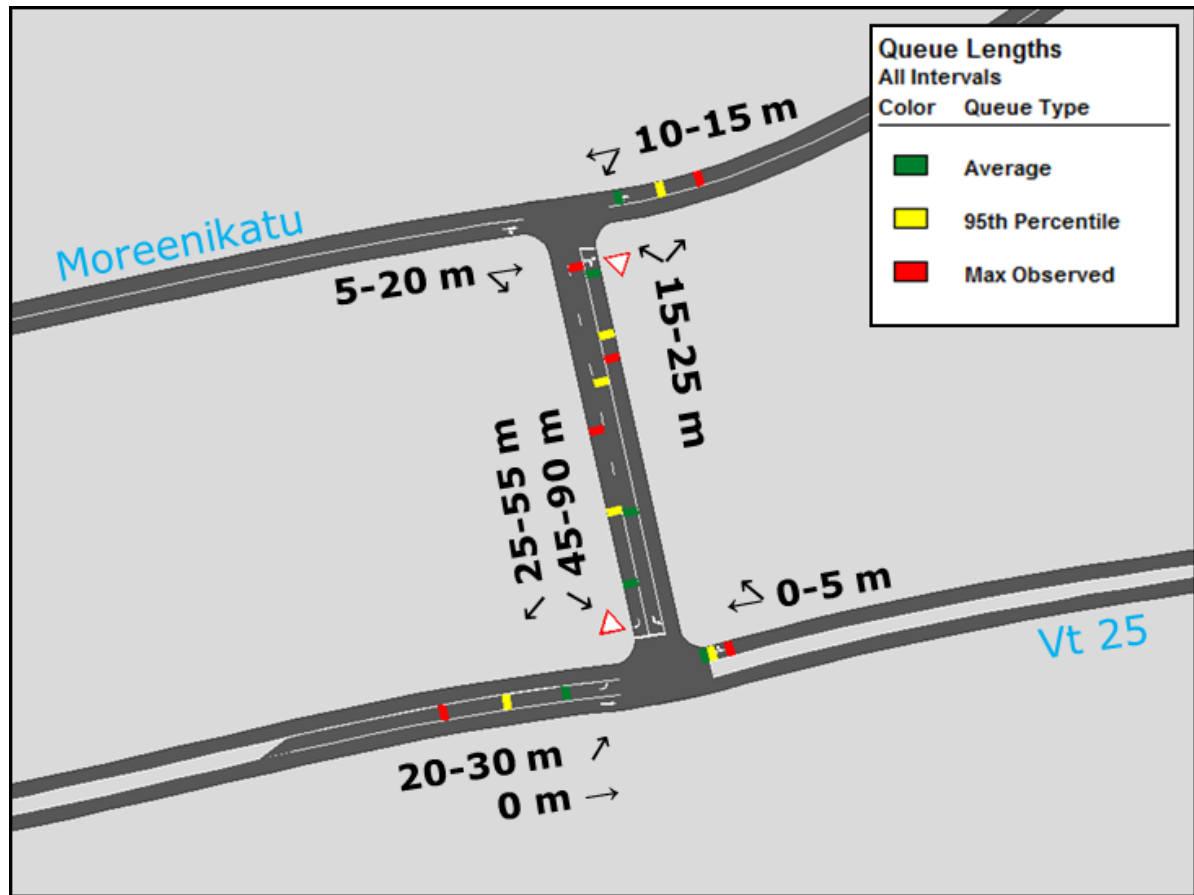 Queue Lengths
All Intervals
Color Queue Type
Average
95th Percentile
Max Observed
10-15 m
Moreenikatu
5-20 m
15-25 m
25-55 m
45-90 m
0-5 m
Vt 25
20-30 m
0 m